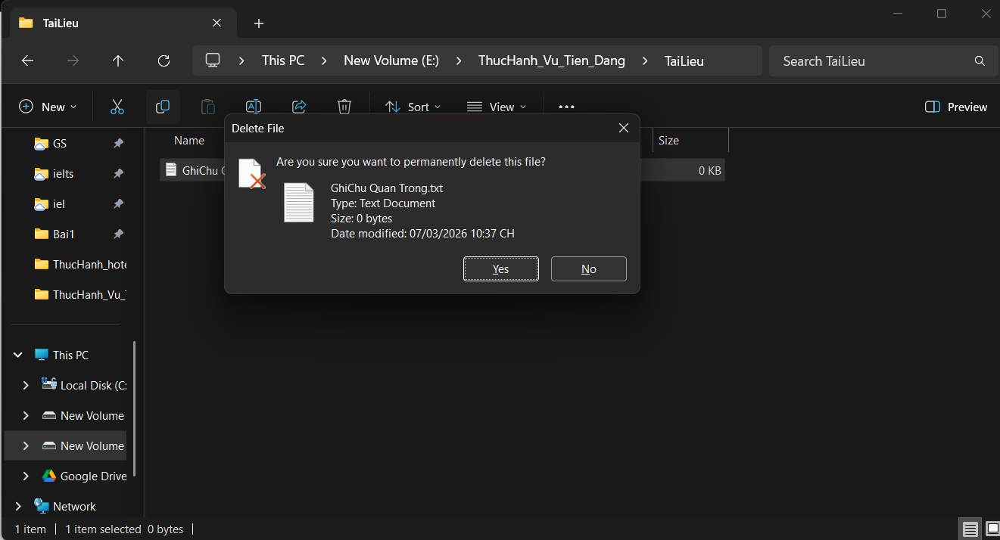 TaiLieu
This PC
New Volume (E:)
ThucHanh_Vu_Tien_Dang
TaiLieu
Search TaiLieu
New
Sort
View
Preview
GS
ielts
iel
Bai1
ThucHanh_hote
ThucHanh_Vu_
This PC
Local Disk (C:
New Volume
New Volume
Google Drive
Network
Name
Size
GhiChu
0 KB
Delete File
Are you sure you want to permanently delete this file?
GhiChu Quan Trong.txt
Type: Text Document
Size: 0 bytes
Date modified: 07/03/2026 10:37 CH
Yes
No
1 item
1 item selected 0 bytes